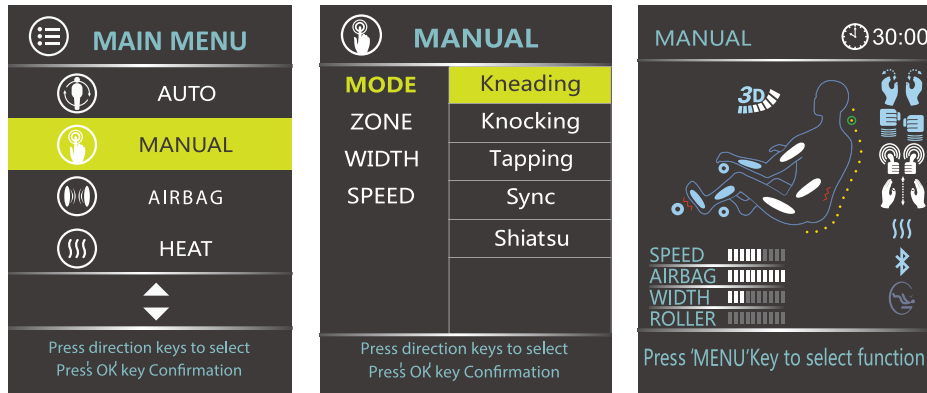 MAIN MENU
AUTO
MANUAL
AIRBAG
HEAT
Press direction keys to select
Press 'OK' key Confirmation
MANUAL
MODE
Kneading
ZONE
Knocking
WIDTH
Tapping
SPEED
Sync
Shiatsu
Press direction keys to select
Press 'OK' key Confirmation
MANUAL
30:00
3D
SPEED
AIRBAG
WIDTH
ROLLER
Press 'MENU'Key to select function